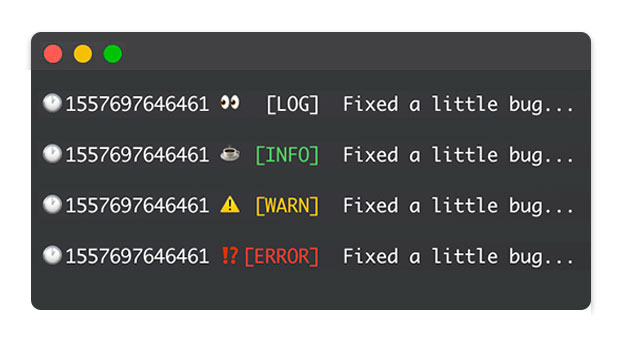 🕐1557697646461 👀 [LOG] Fixed a little bug...
🕐1557697646461 ☕ [INFO] Fixed a little bug...
🕐1557697646461 ⚠️ [WARN] Fixed a little bug...
🕐1557697646461 ⁉️ [ERROR] Fixed a little bug...